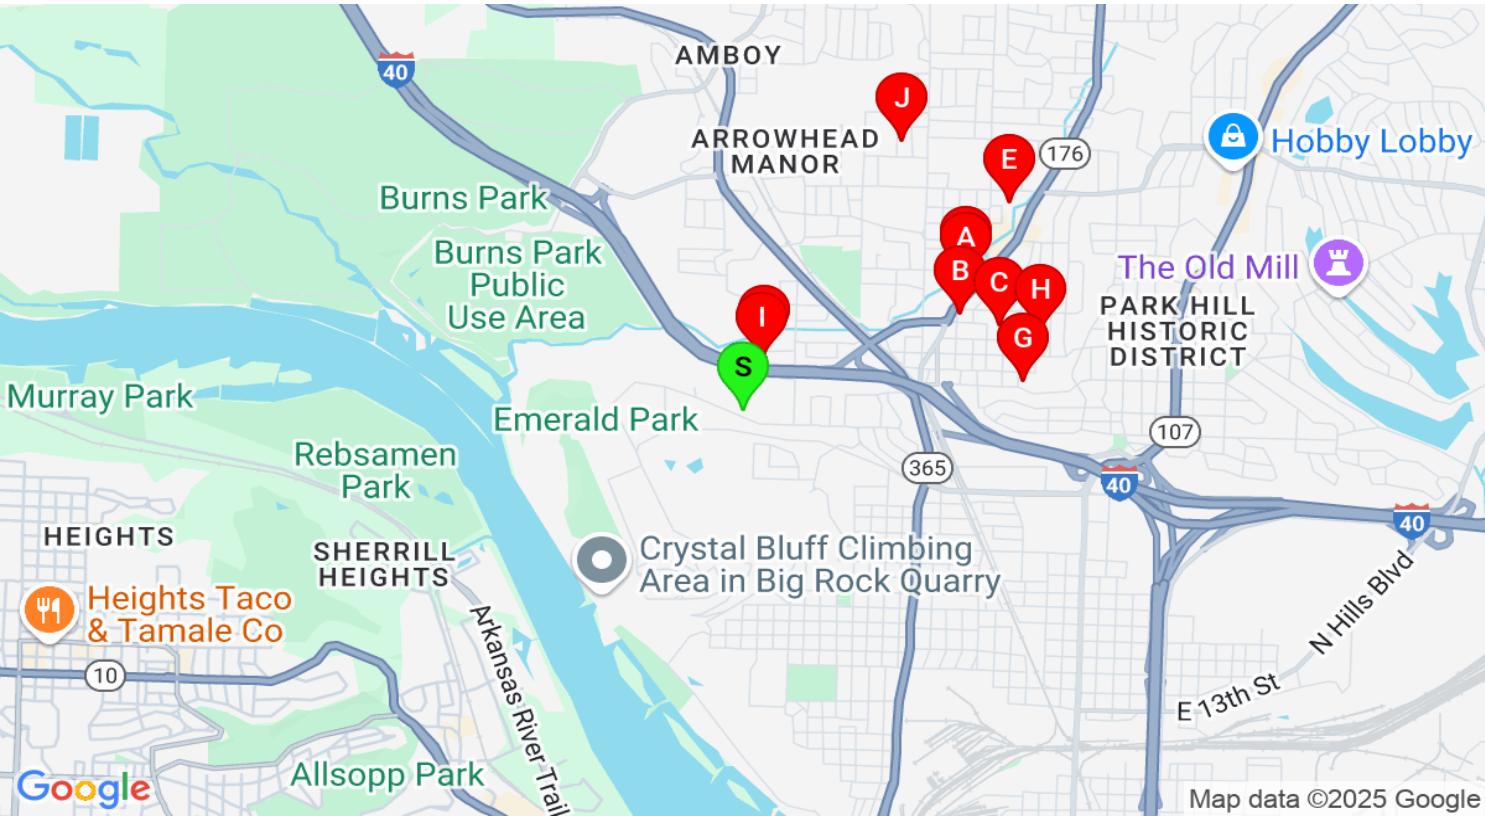 40
AMBOY
J
ARROWHEAD
MANOR
E
176
Hobby Lobby
Burns Park
A
Burns Park
Public
Use Area
B
C
H
The Old Mill
PARK HILL
HISTORIC
DISTRICT
I
G
S
Murray Park
Emerald Park
Rebsamen
Park
107
365
40
40
HEIGHTS
SHERRILL
HEIGHTS
Crystal Bluff Climbing
Area in Big Rock Quarry
Heights Taco
& Tamale Co
N Hills Blvd
Arkansas River Trail
10
E 13th St
Allsopp Park
Google
Map data ©2025 Google